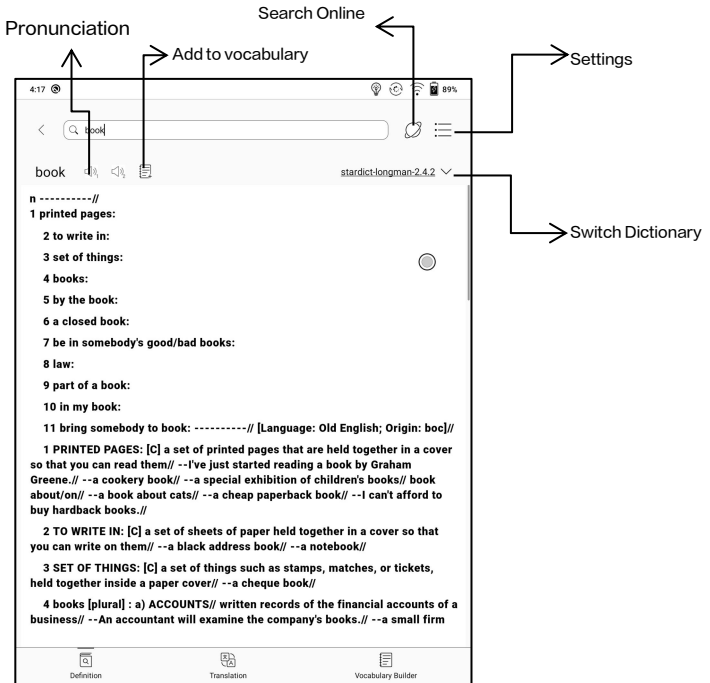 Search Online
Pronunciation
Add to vocabulary
Settings
4:17
89%
book
book
stardict-longman-2.4.2
Switch Dictionary
n ----------//
1 printed pages:
2 to write in:
3 set of things:
4 books:
5 by the book:
6 a closed book:
7 be in somebody's good/bad books:
8 law:
9 part of a book:
10 in my book:
11 bring somebody to book: ----------// [Language: Old English; Origin: boc]//
1 PRINTED PAGES: [C] a set of printed pages that are held together in a cover
so that you can read them// --I've just started reading a book by Graham
Greene.// --a cookery book// --a special exhibition of children's books// book
about/on// --a book about cats// --a cheap paperback book// --I can't afford to
buy hardback books.//
2 TO WRITE IN: [C] a set of sheets of paper held together in a cover so that
you can write on them// --a black address book// --a notebook//
3 SET OF THINGS: [C] a set of things such as stamps, matches, or tickets,
held together inside a paper cover// --a cheque book//
4 books [plural] : a) ACCOUNTS// written records of the financial accounts of a
business// --An accountant will examine the company's books.// --a small firm
Definition
Translation
Vocabulary Builder